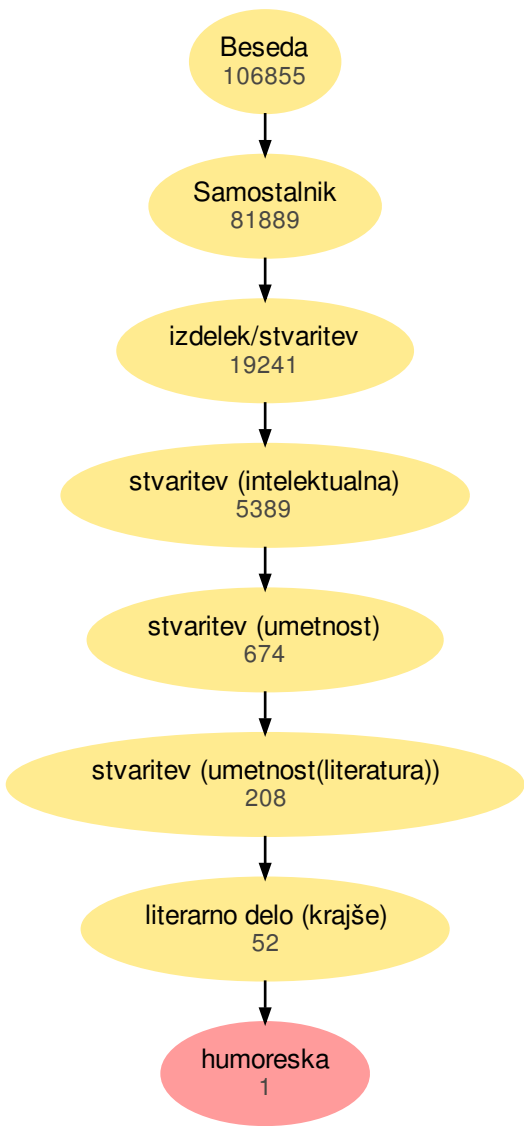 Beseda
106855
Samostalnik
81889
izdelek/stvaritev
19241
stvaritev (intelektualna)
5389
stvaritev (umetnost)
674
stvaritev (umetnost(literatura))
208
literarno delo (krajše)
52
humoreska
1